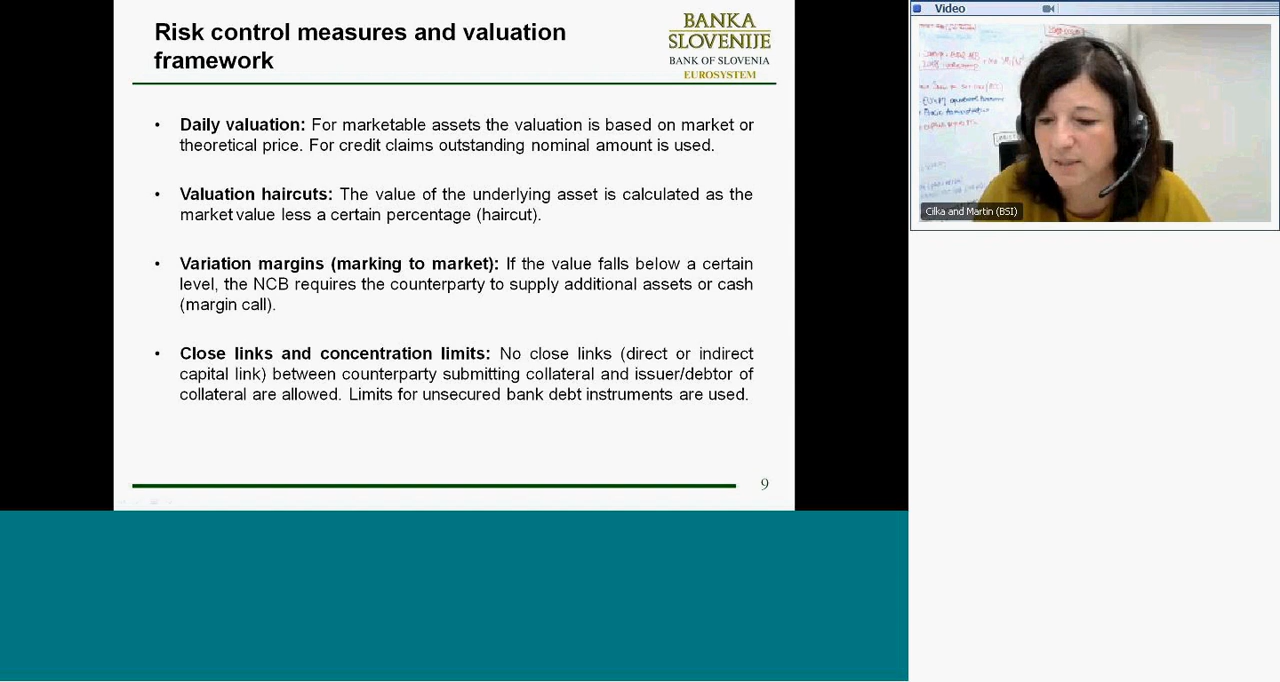 Risk control measures and valuation
framework
BANKA
SLOVENIJE
BANK OF SLOVENIA
EUROSYSTEM
• Daily valuation: For marketable assets the valuation is based on market or
theoretical price. For credit claims outstanding nominal amount is used.
• Valuation haircuts: The value of the underlying asset is calculated as the
market value less a certain percentage (haircut).
• Variation margins (marking to market): If the value falls below a certain
level, the NCB requires the counterparty to supply additional assets or cash
(margin call).
• Close links and concentration limits: No close links (direct or indirect
capital link) between counterparty submitting collateral and issuer/debtor of
collateral are allowed. Limits for unsecured bank debt instruments are used.
9
Video
Cilka and Martin (BSI)